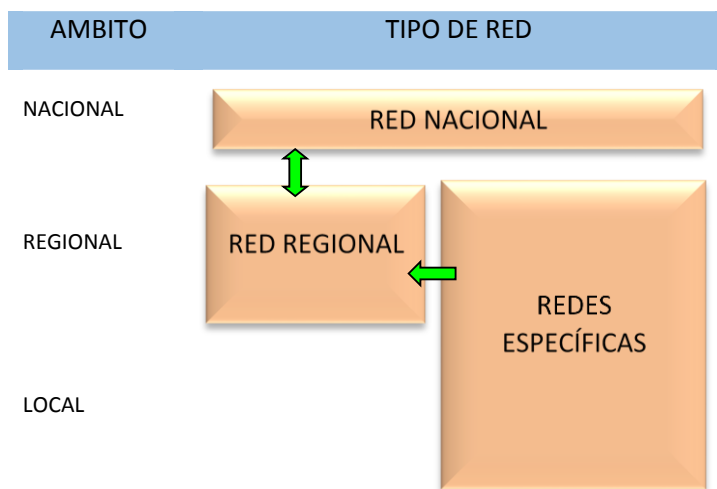 AMBITO TIPO DE RED
NACIONAL
RED NACIONAL
REGIONAL
RED REGIONAL
REDES
ESPECÍFICAS
LOCAL